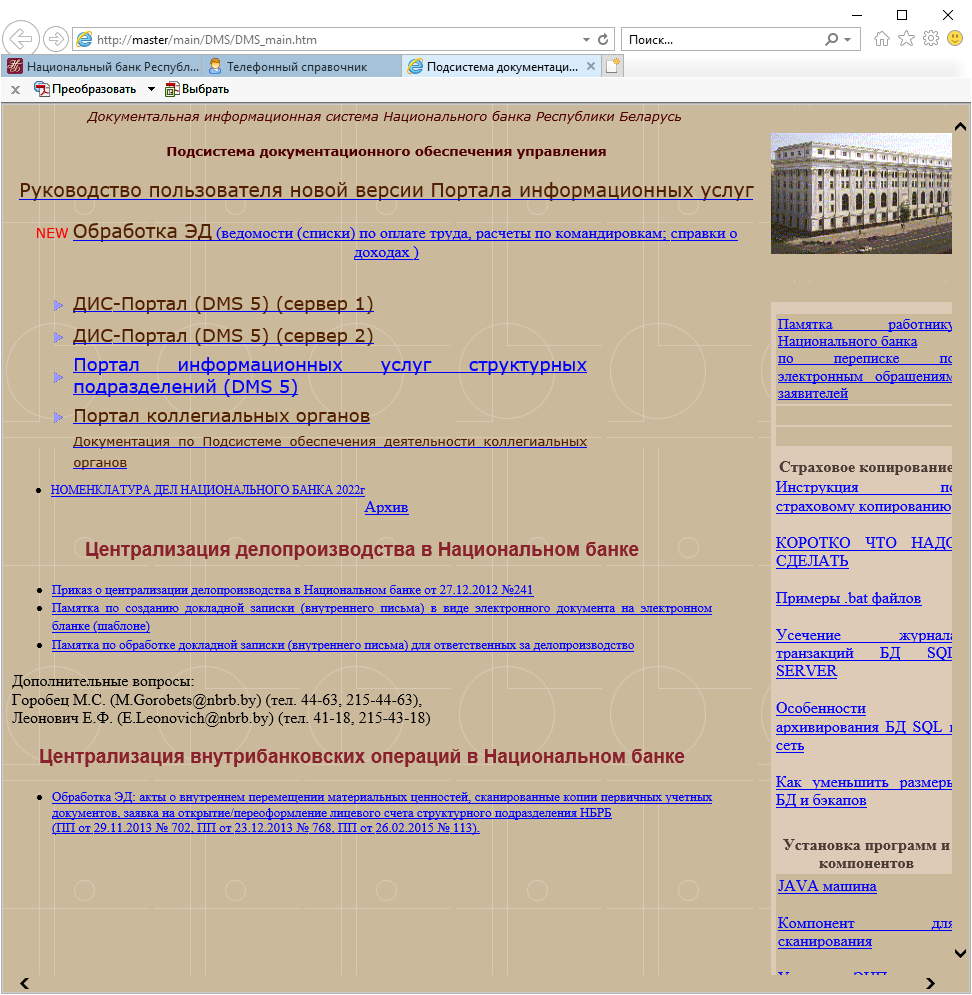 http://master/main/DMS/DMS_main.htm
Поиск...
Национальный банк Республ...
Телефонный справочник
Подсистема документаци...
x Преобразовать
Выбрать
Документальная информационная система Национального банка Республики Беларусь
Подсистема документационного обеспечения управления
Руководство пользователя новой версии Портала информационных услуг
NEW Обработка ЭД (ведомости (списки) по оплате труда, расчеты по командировкам; справки о
доходах )
ДИС-Портал (DMS 5) (сервер 1)
ДИС-Портал (DMS 5) (сервер 2)
Портал информационных услуг структурных
подразделений (DMS 5)
Портал коллегиальных органов
Документация по Подсистеме обеспечения деятельности коллегиальных
органов
НОМЕНКЛАТУРА ДЕЛ НАЦИОНАЛЬНОГО БАНКА 2022г
Архив
Централизация делопроизводства в Национальном банке
Приказ о централизации делопроизводства в Национальном банке от 27.12.2012 №241
Памятка по созданию докладной записки (внутреннего письма) в виде электронного документа на электронном
бланке (шаблоне)
Памятка по обработке докладной записки (внутреннего письма) для ответственных за делопроизводство
Дополнительные вопросы:
Горобец М.С. (M.Gorobets@nbrb.by) (тел. 44-63, 215-44-63),
Леонович Е.Ф. (E.Leonovich@nbrb.by) (тел. 41-18, 215-43-18)
Централизация внутрибанковских операций в Национальном банке
Обработка ЭД: акты о внутреннем перемещении материальных ценностей, сканированные копии первичных учетных
документов, заявка на открытие/переоформление лицевого счета структурного подразделения НБРБ
(ПП от 29.11.2013 № 702, ПП от 23.12.2013 № 768, ПП от 26.02.2015 № 113).
Памятка работнику
Национального банка
по переписке по
электронным обращениям
заявителей
Страховое копирование
Инструкция по
страховому копированию
КОРОТКО ЧТО НАДО
СДЕЛАТЬ
Примеры .bat файлов
Усечение журнала
транзакций БД SQL
SERVER
Особенности
архивирования БД SQL в
сеть
Как уменьшить размеры
БД и бэкапов
Установка программ и
компонентов
JAVA машина
Компонент для
сканирования